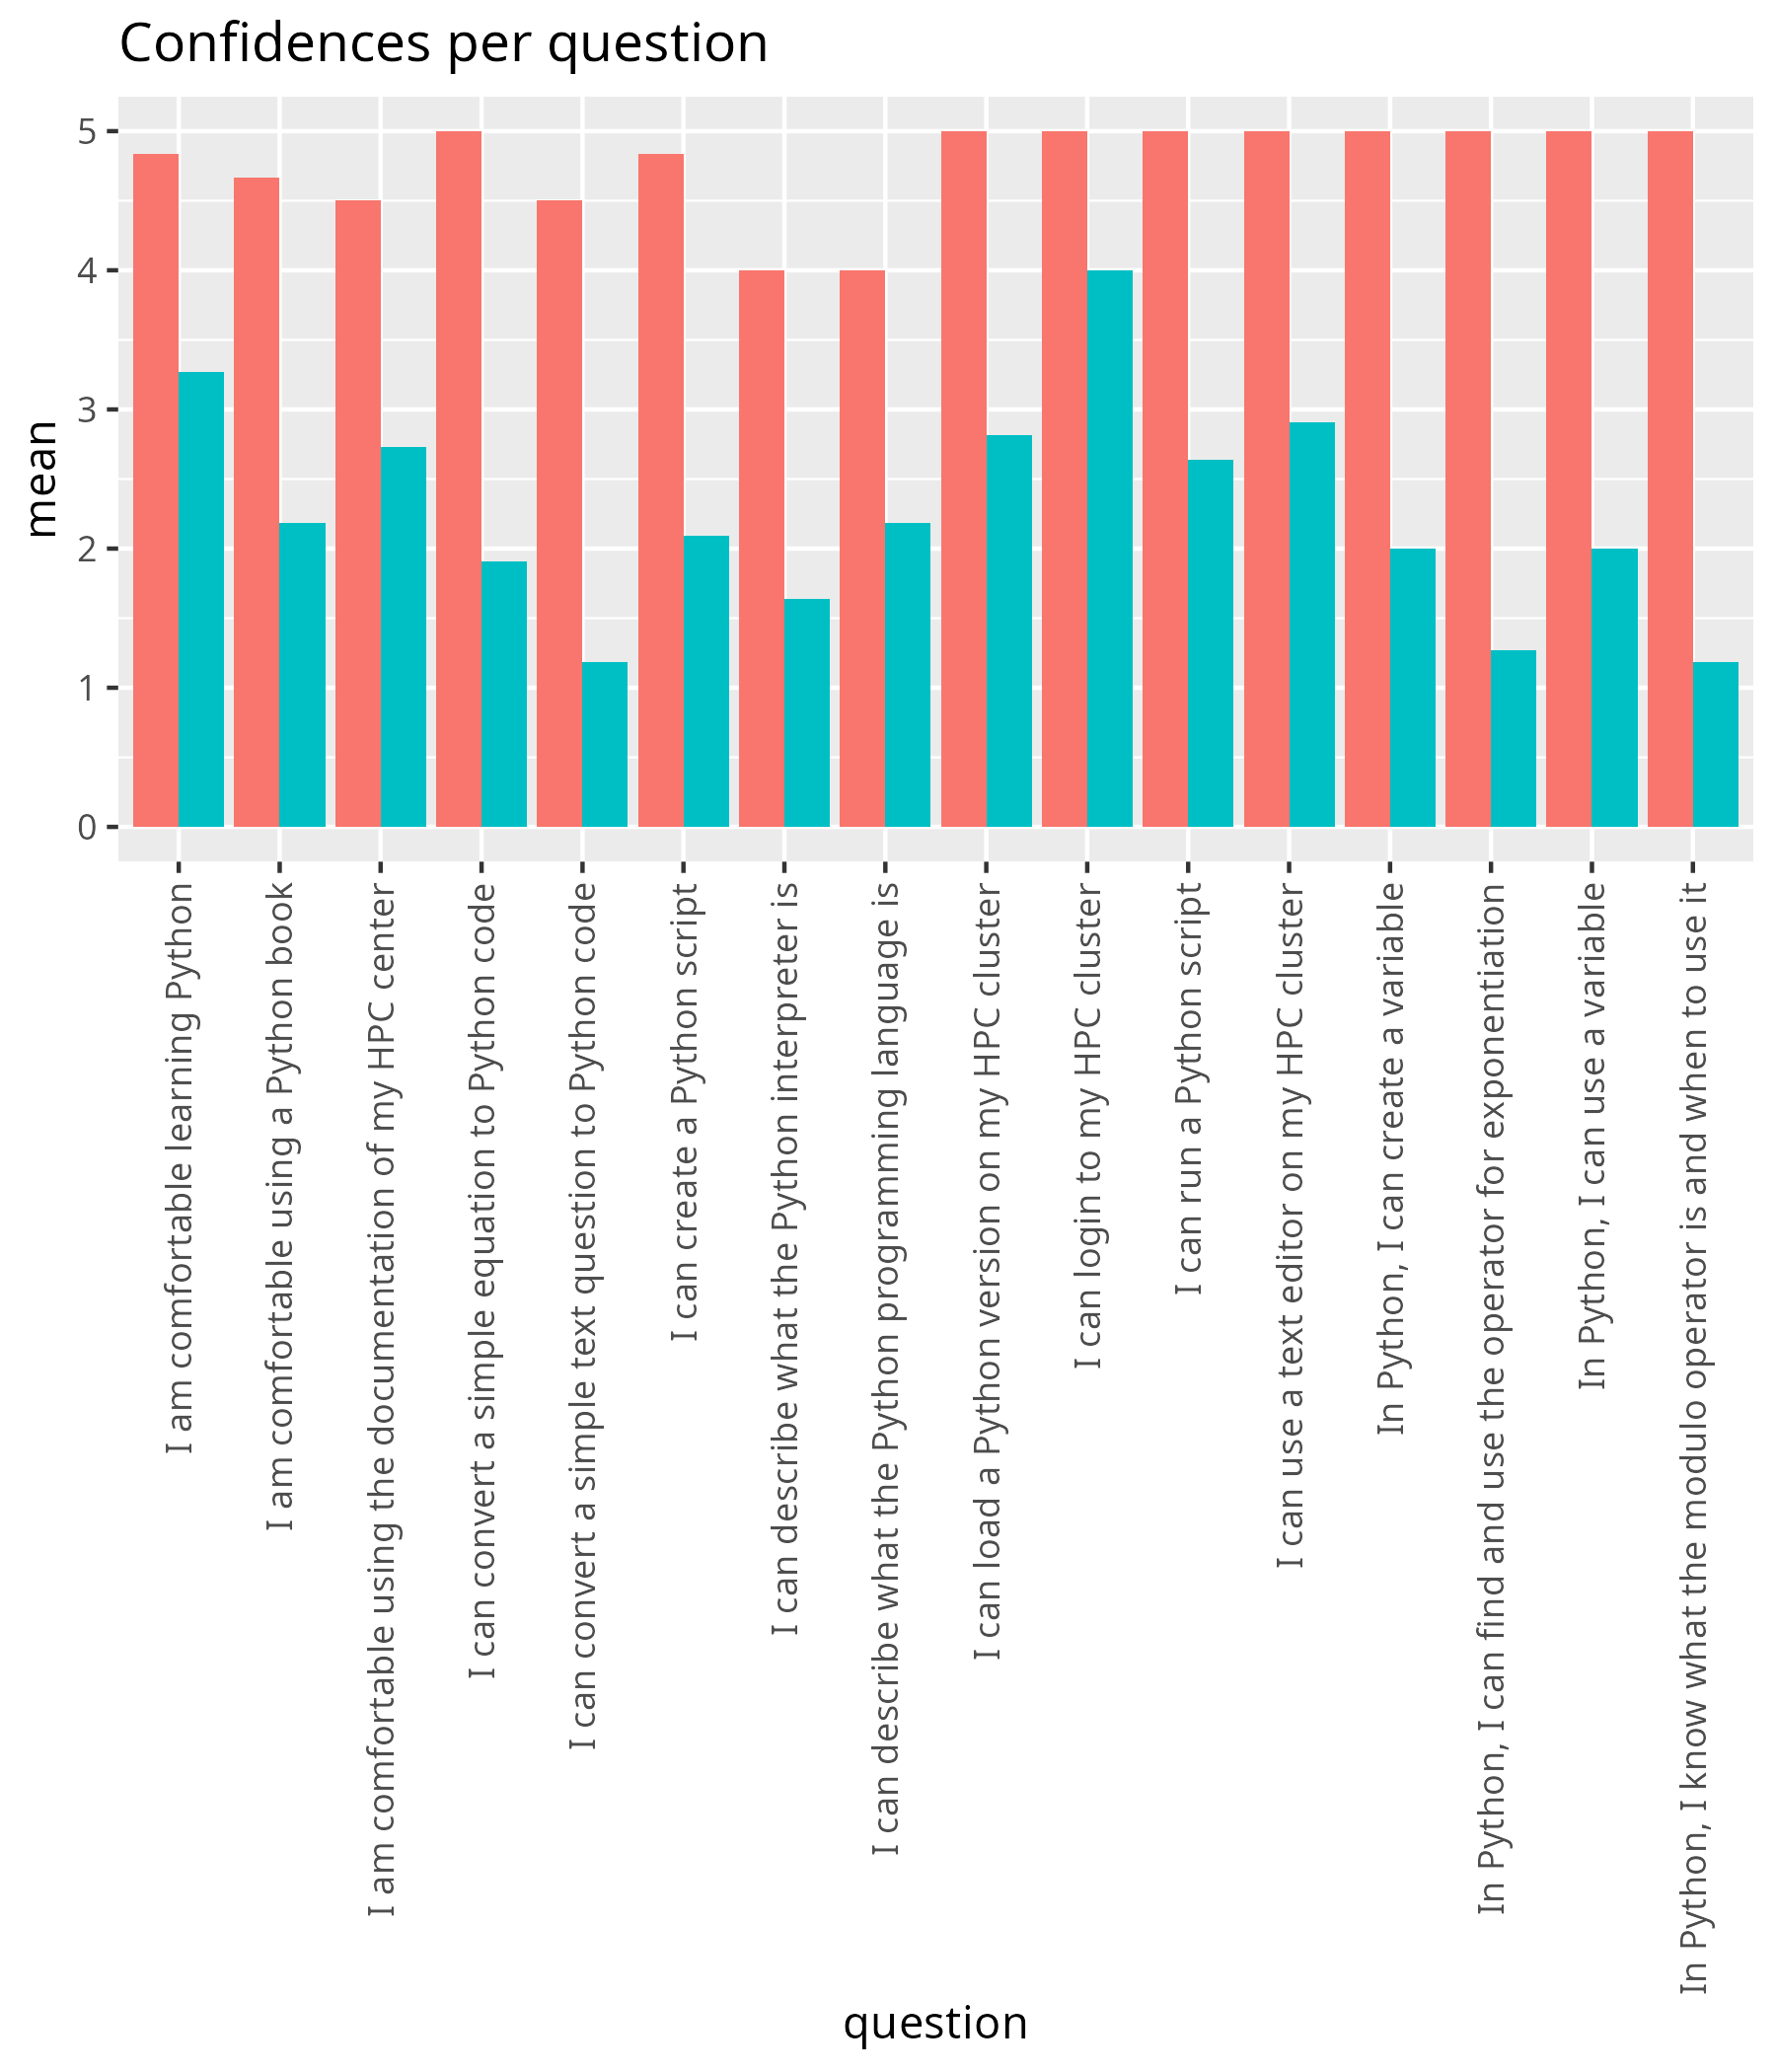 Confidences per question
mean
5
4
3
2
1
0
I am comfortable learning Python
I am comfortable using a Python book
I am comfortable using the documentation of my HPC center
I can convert a simple equation to Python code
I can convert a simple text question to Python code
I can create a Python script
I can describe what the Python interpreter is
I can describe what the Python programming language is
I can load a Python version on my HPC cluster
I can login to my HPC cluster
I can run a Python script
I can use a text editor on my HPC cluster
In Python, I can create a variable
In Python, I can find and use the operator for exponentiation
In Python, I can use a variable
In Python, I know what the modulo operator is and when to use it
question